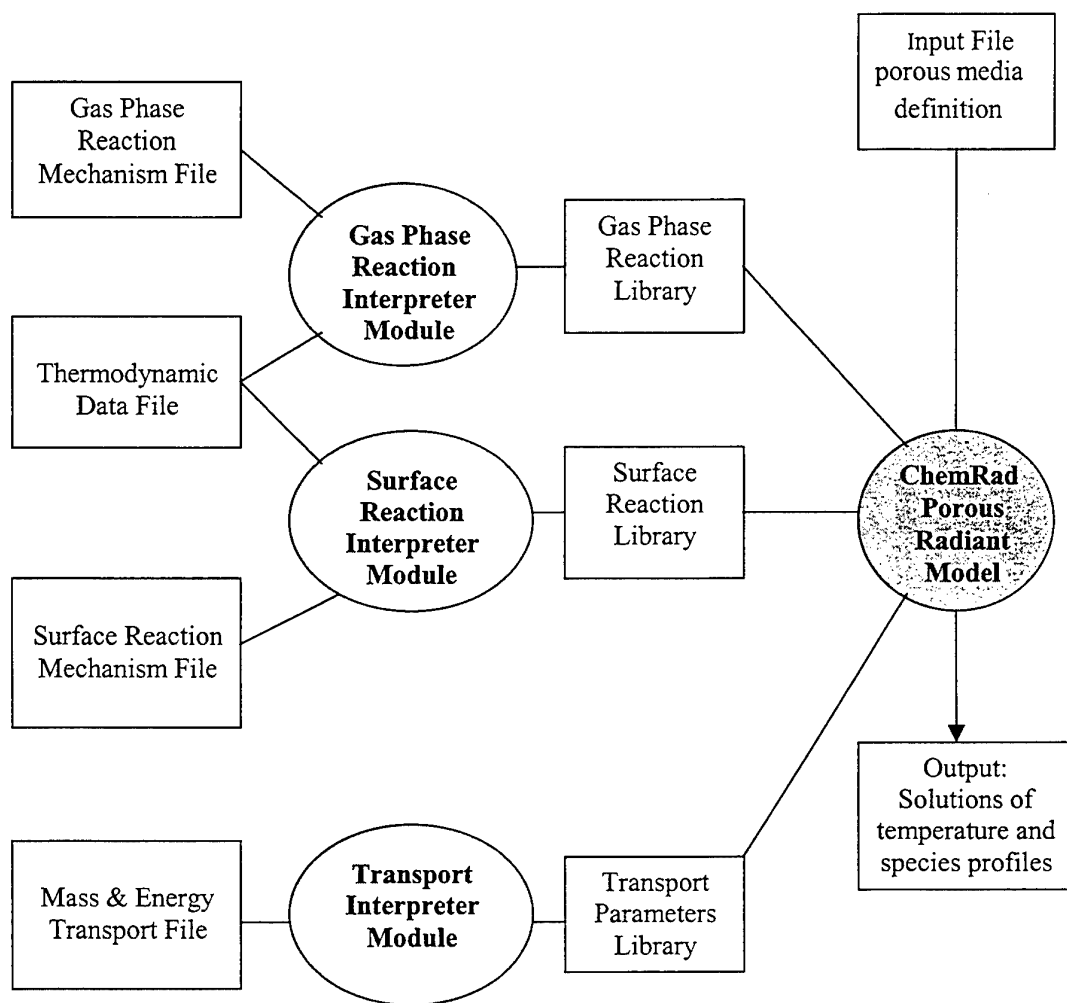 Input File
porous media
definition
Gas Phase
Reaction
Mechanism File
Gas Phase
Reaction
Interpreter
Module
Gas Phase
Reaction
Library
Thermodynamic
Data File
Surface
Reaction
Interpreter
Module
Surface
Reaction
Library
ChemRad
Porous
Radiant
Model
Surface Reaction
Mechanism File
Output:
Solutions of
temperature and
species profiles
Mass & Energy
Transport File
Transport
Interpreter
Module
Transport
Parameters
Library